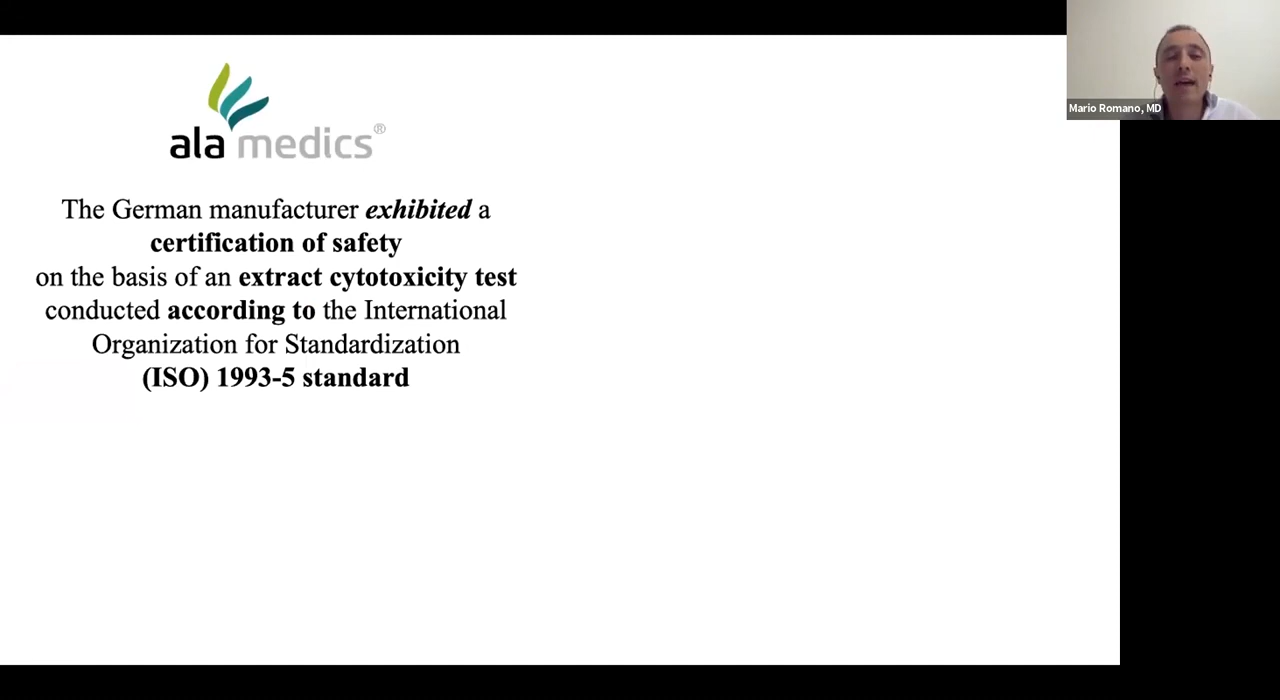 ala medics®
The German manufacturer exhibited a
certification of safety
on the basis of an extract cytotoxicity test
conducted according to the International
Organization for Standardization
(ISO) 1993-5 standard
Mario Romano, MD